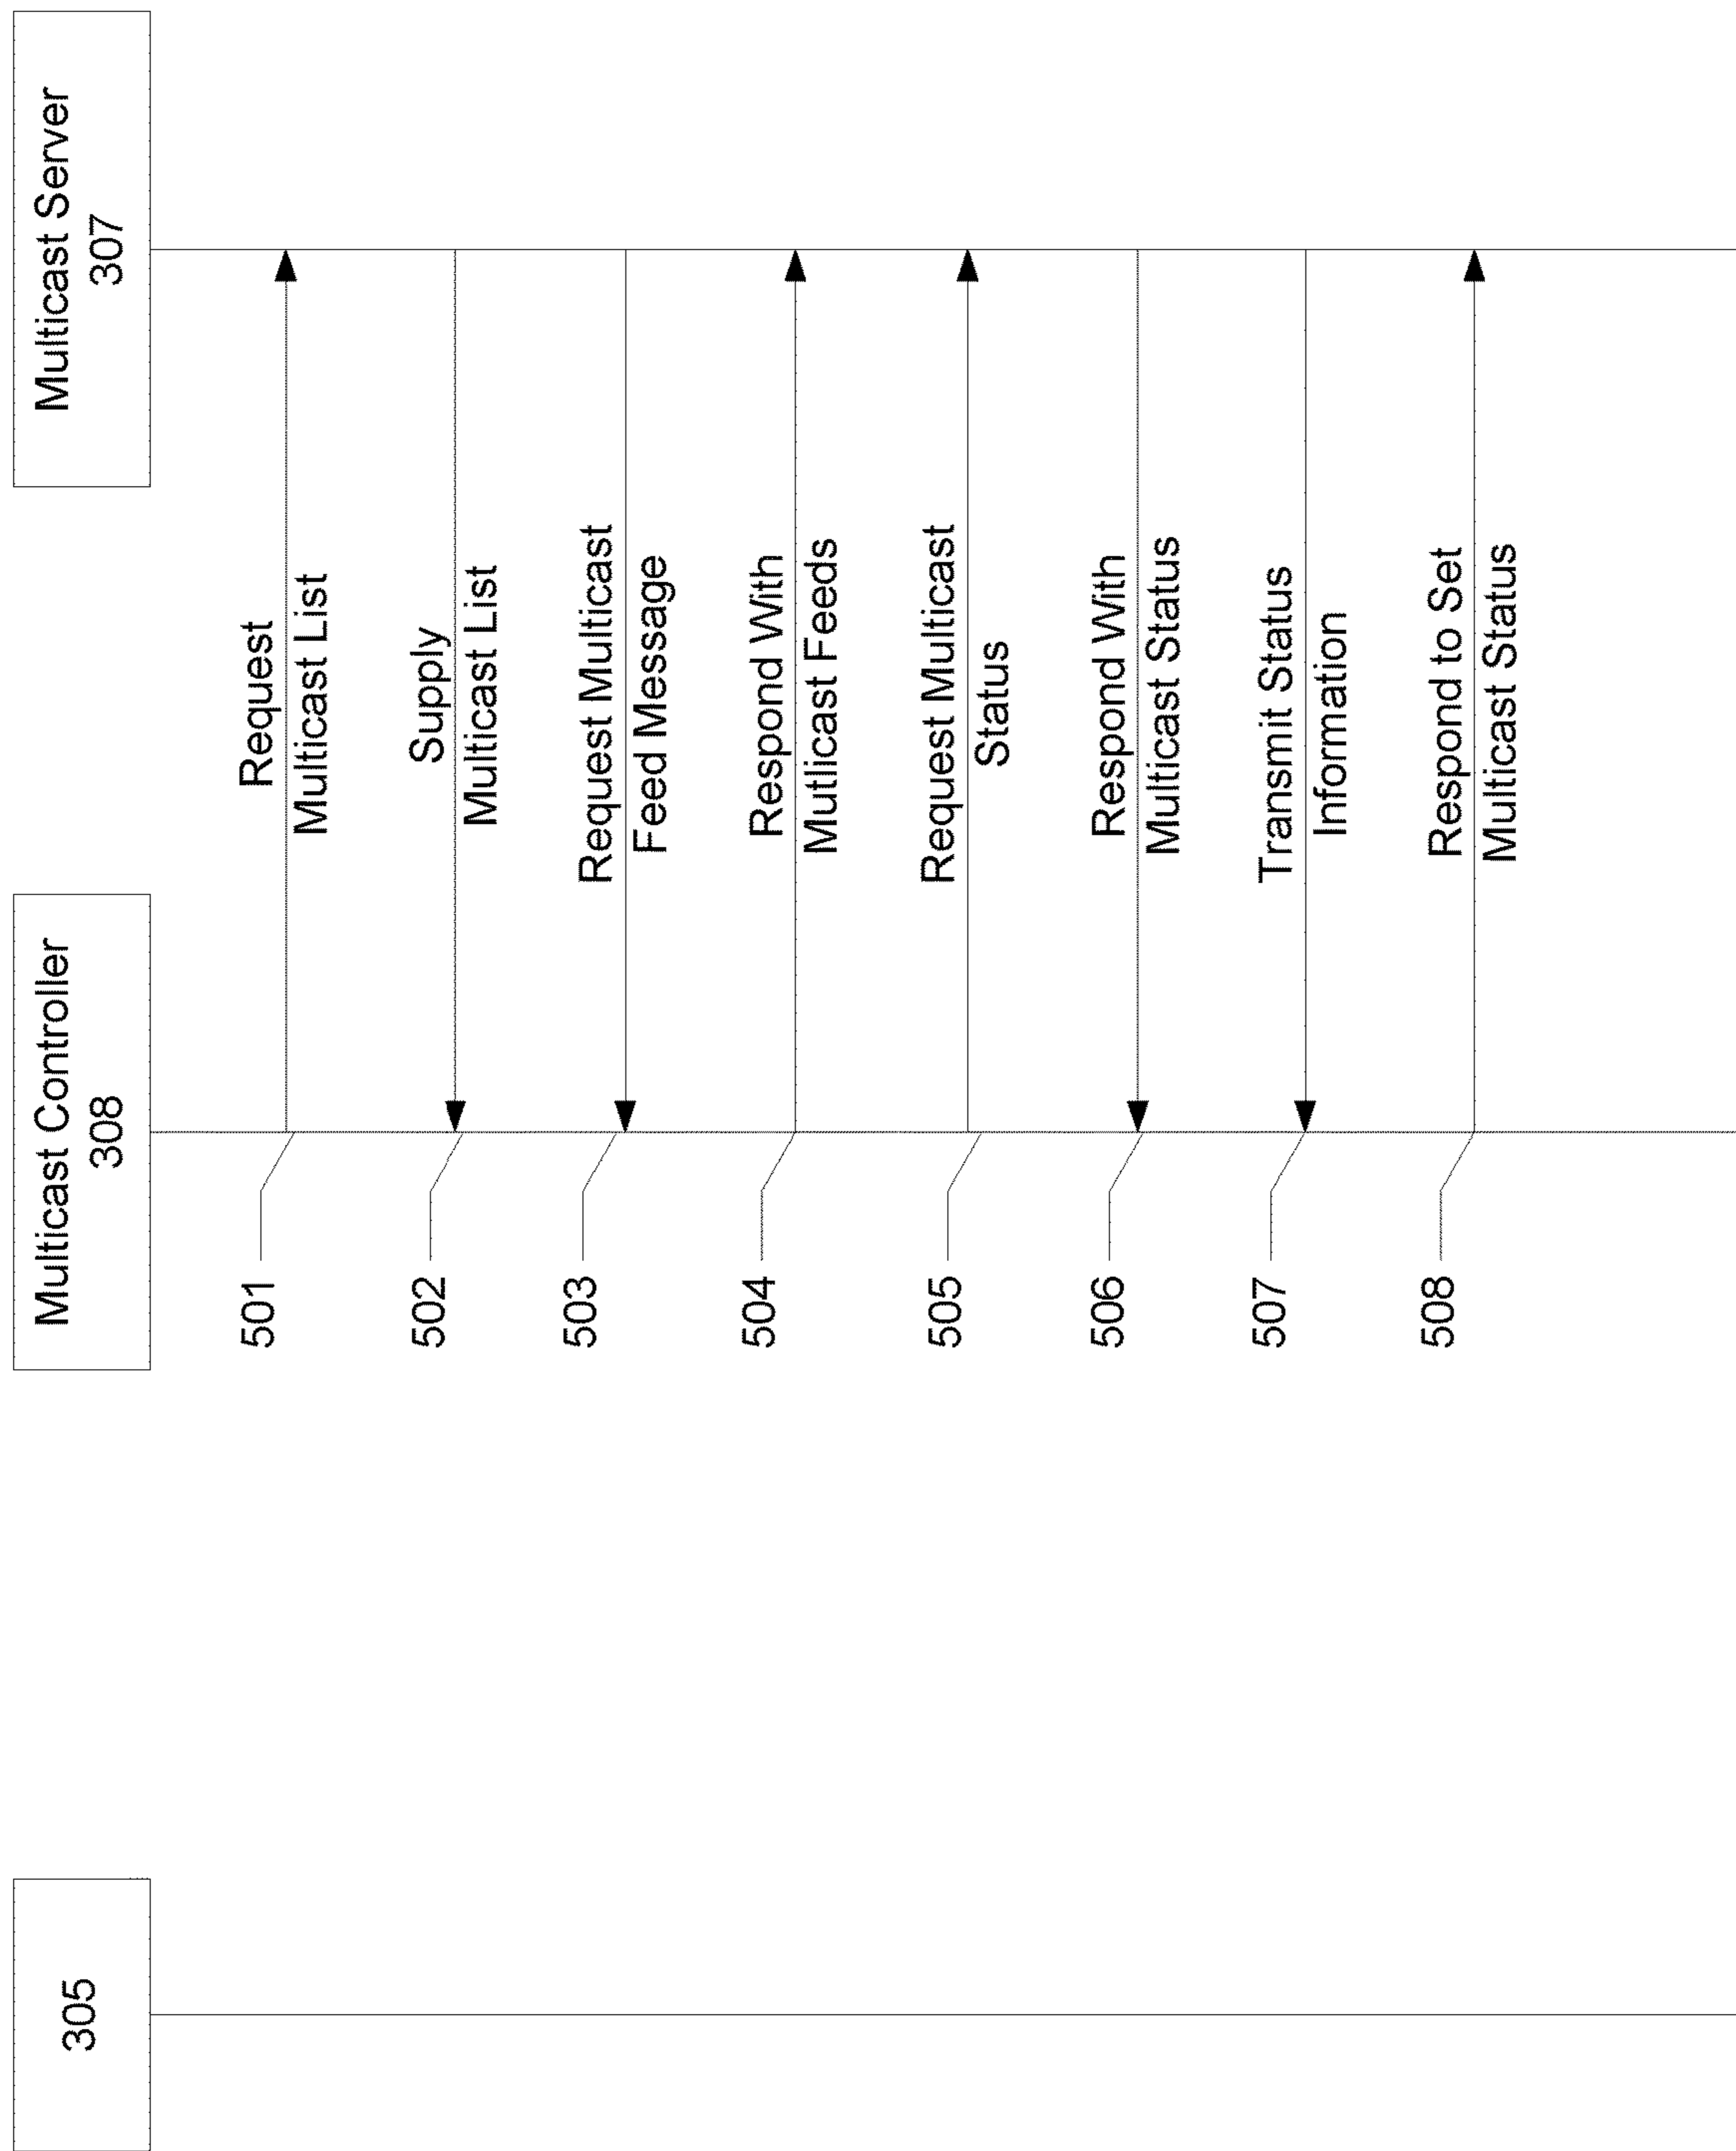 305
Multicast Controller
308
Multicast Server
307
501
Request
Multicast List
502
Supply
Multicast List
503
Request Multicast
Feed Message
504
Respond With
Mutlicast Feeds
505
Request Multicast
Status
506
Respond With
Multicast Status
507
Transmit Status
Information
508
Respond to Set
Multicast Status